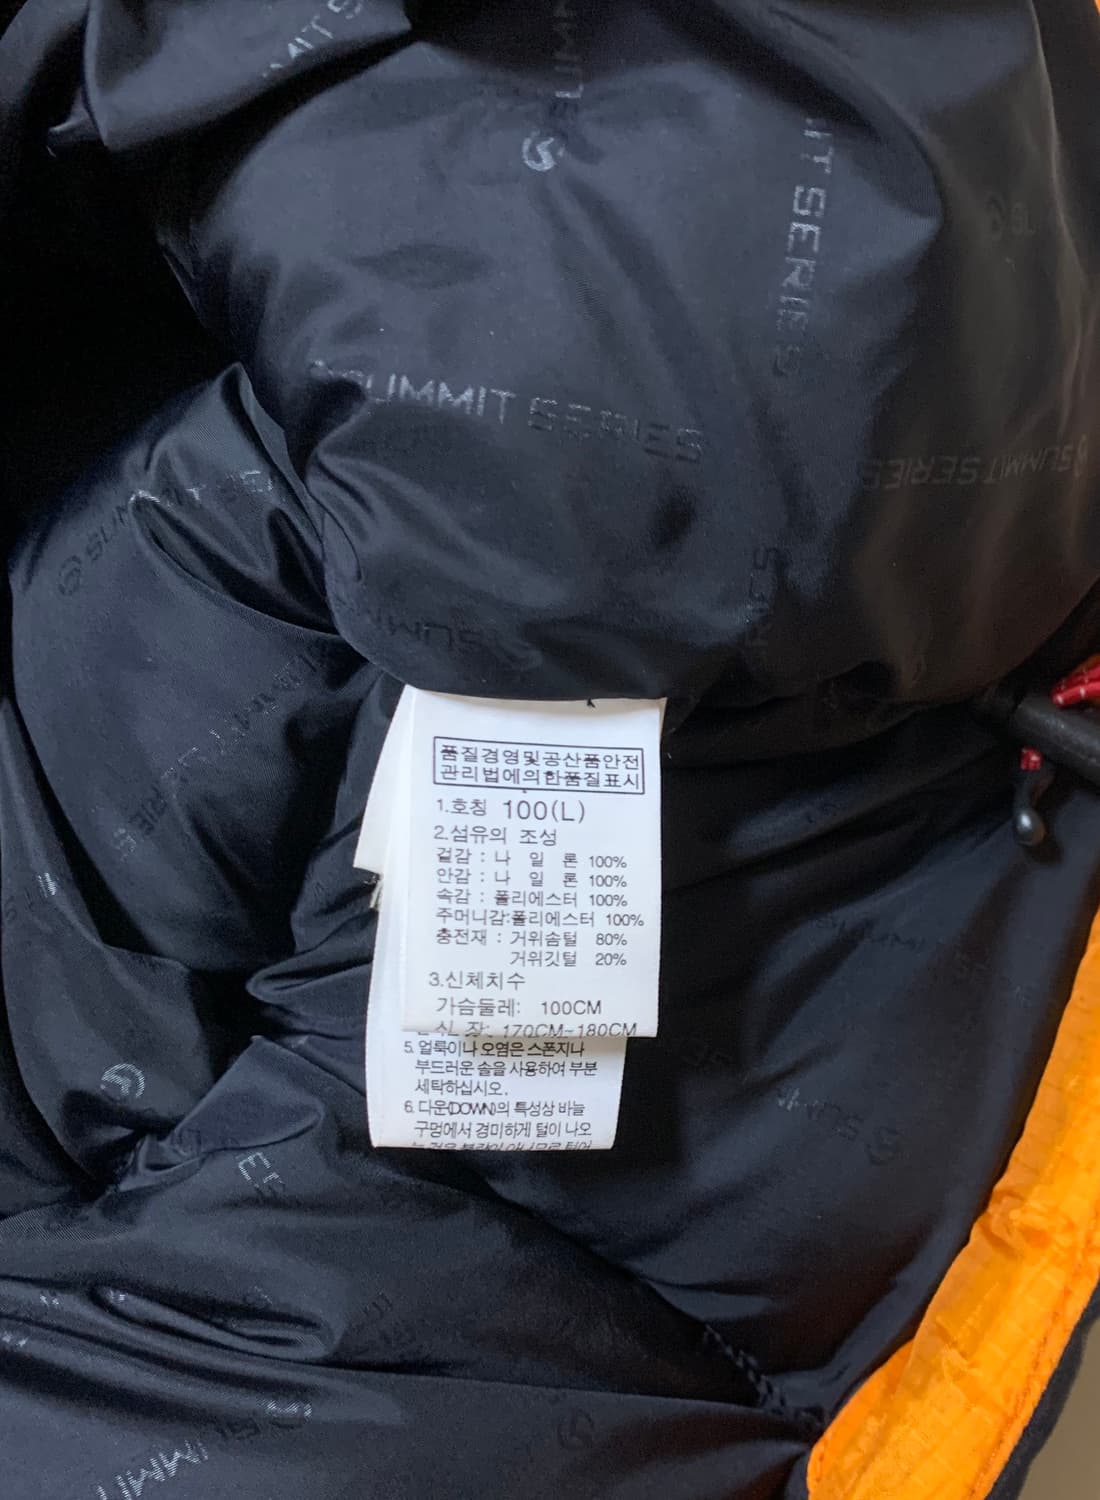 SUMMIT SERIES
IT SERIES
SUMMIT SERIES
품질경영및공산품안전
관리법에의한품질표시
1.호칭 100(L)
2.섬유의 조성
겉감 : 나 일 론 100%
안감 : 나 일 론 100%
속감 : 폴리에스터 100%
주머니감:폴리에스터 100%
충전재 : 거위솜털 80%
거위깃털 20%
3.신체치수
가슴둘레: 100CM
신 장: 170CM~180CM
5. 얼룩이나 오염은 스폰지나
부드러운 솔을 사용하여 부분
세탁하십시오.
6. 다운(DOWN)의 특성상 바늘
구멍에서 경미하게 털이 나오